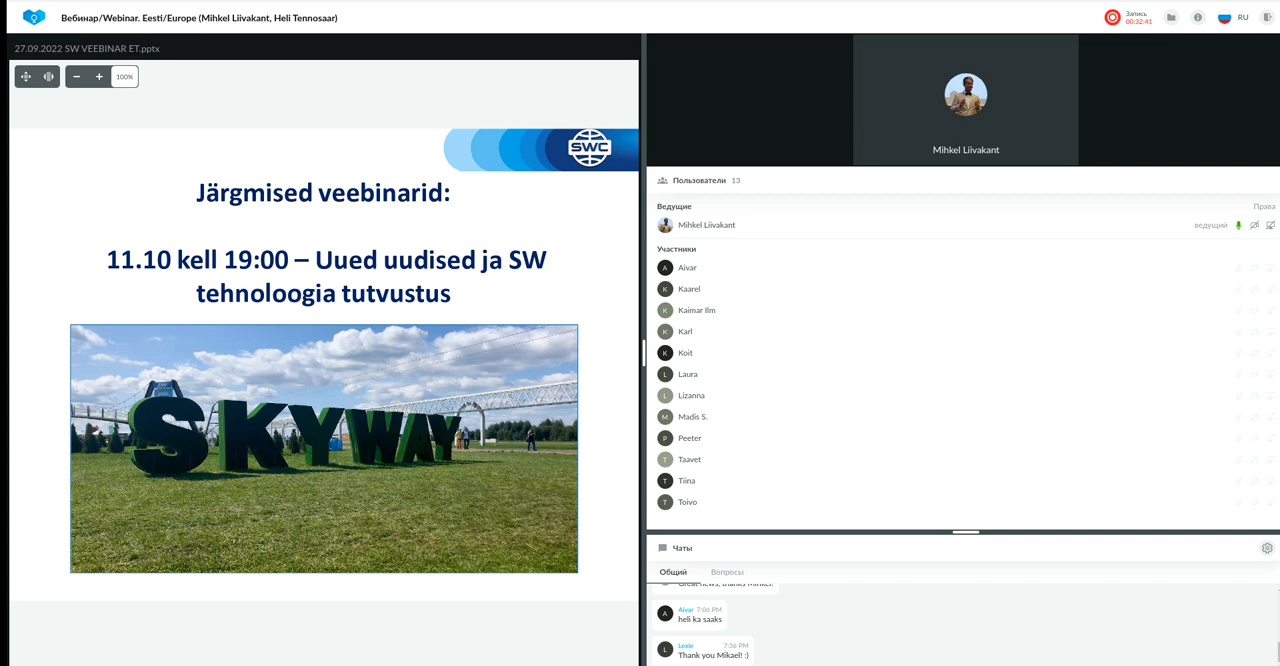 Вебинар/Webinar. Eesti/Europe (Mihkel Liivakant, Heli Tennosaar)
Запись
00:32:41
RU
27.09.2022 SW VEEBINAR ET.pptx
100%
SWC
Järgmised veebinarid:
11.10 kell 19:00 – Uued uudised ja SW
tehnoloogia tutvustus
SKYWAY
Mihkel Liivakant
Пользователи 13
Ведущие
Права
Mihkel Liivakant
ведущий
Участники
A Aivar
K Kaarel
K Kaimar Ilm
K Karl
K Koit
L Laura
L Lizanna
M Madis S.
P Peeter
T Taavet
T Tiina
T Toivo
Чаты
Общий Вопросы
Great news, thanks Mihkel!
A Aivar 7:06 PM
heli ka saaks
L Lexie 7:36 PM
Thank you Mikael! :)